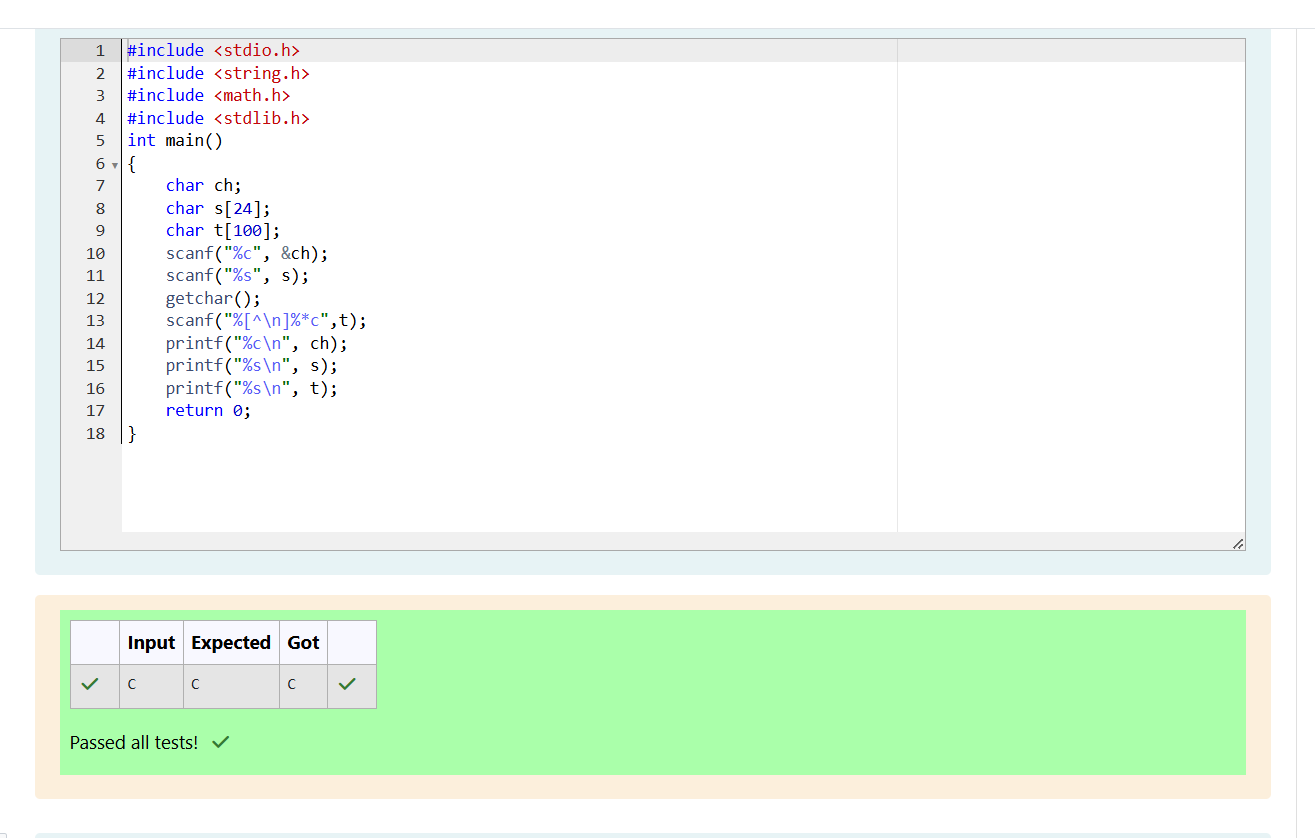 1 #include <stdio.h>
2 #include <string.h>
3 #include <math.h>
4 #include <stdlib.h>
5 int main()
6 {
7     char ch;
8     char s[24];
9     char t[100];
10     scanf("%c", &ch);
11     scanf("%s", s);
12     getchar();
13     scanf("%[^\n]%*c",t);
14     printf("%c\n", ch);
15     printf("%s\n", s);
16     printf("%s\n", t);
17     return 0;
18 }
Input Expected Got
C C C
Passed all tests!